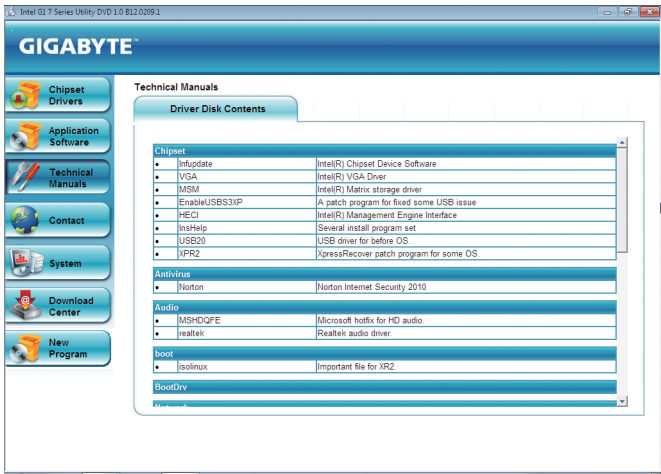 Intel G1 7 Series Utility DVD 1.0 B12.0209.1
GIGABYTE™
Chipset
Drivers
Application
Software
Technical
Manuals
Contact
System
Download
Center
New
Program
Technical Manuals
Driver Disk Contents
Chipset
• Infupdate Intel(R) Chipset Device Software
• VGA Intel(R) VGA Drver
• MSM Intel(R) Matrix storage driver
• EnableUSBS3XP A patch program for fixed some USB issue
• HECI Intel(R) Management Engine Interface
• InsHelp Several install program set
• USB20 USB driver for before OS.
• XPR2 XpressRecover patch program for some OS.
Antivirus
• Norton Norton Internet Security 2010
Audio
• MSHDQFE Microsoft hotfix for HD audio.
• realtek Realtek audio driver.
boot
• isolinux Important file for XR2.
BootDrv
Network